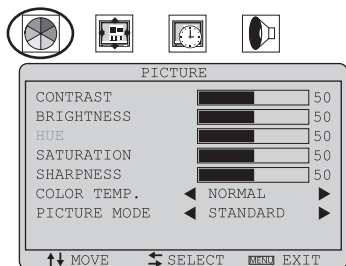 PICTURE
CONTRAST 50
BRIGHTNESS 50
HUE 50
SATURATION 50
SHARPNESS 50
COLOR TEMP. NORMAL
PICTURE MODE STANDARD
MOVE SELECT MENU EXIT